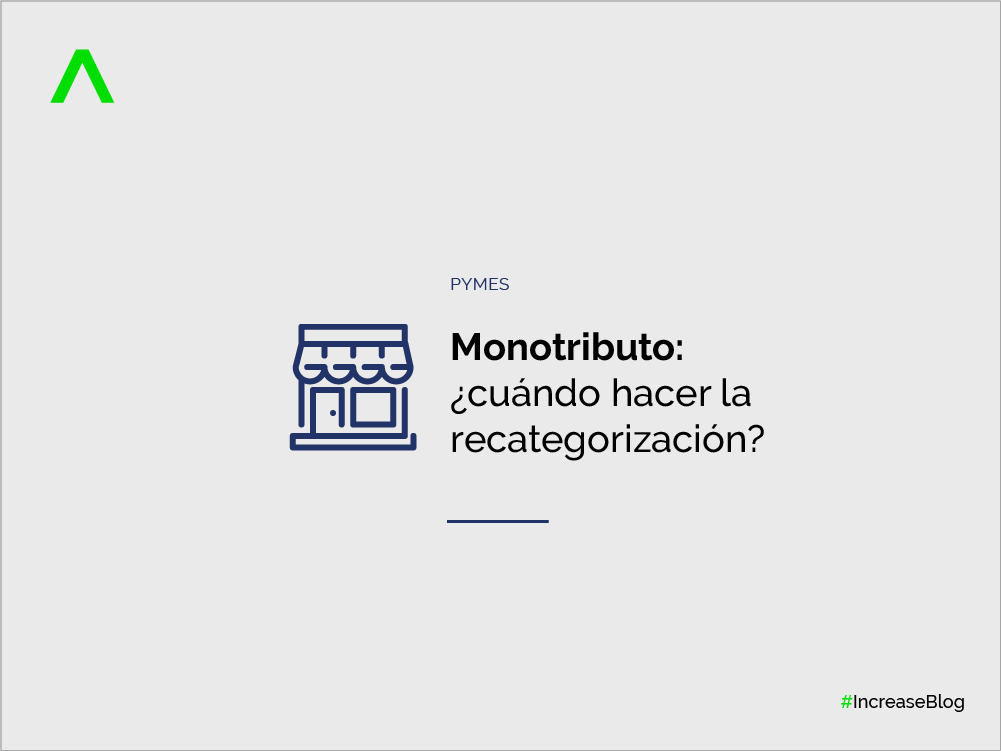 PYMES
Monotributo:
¿cuándo hacer la
recategorización?
#IncreaseBlog